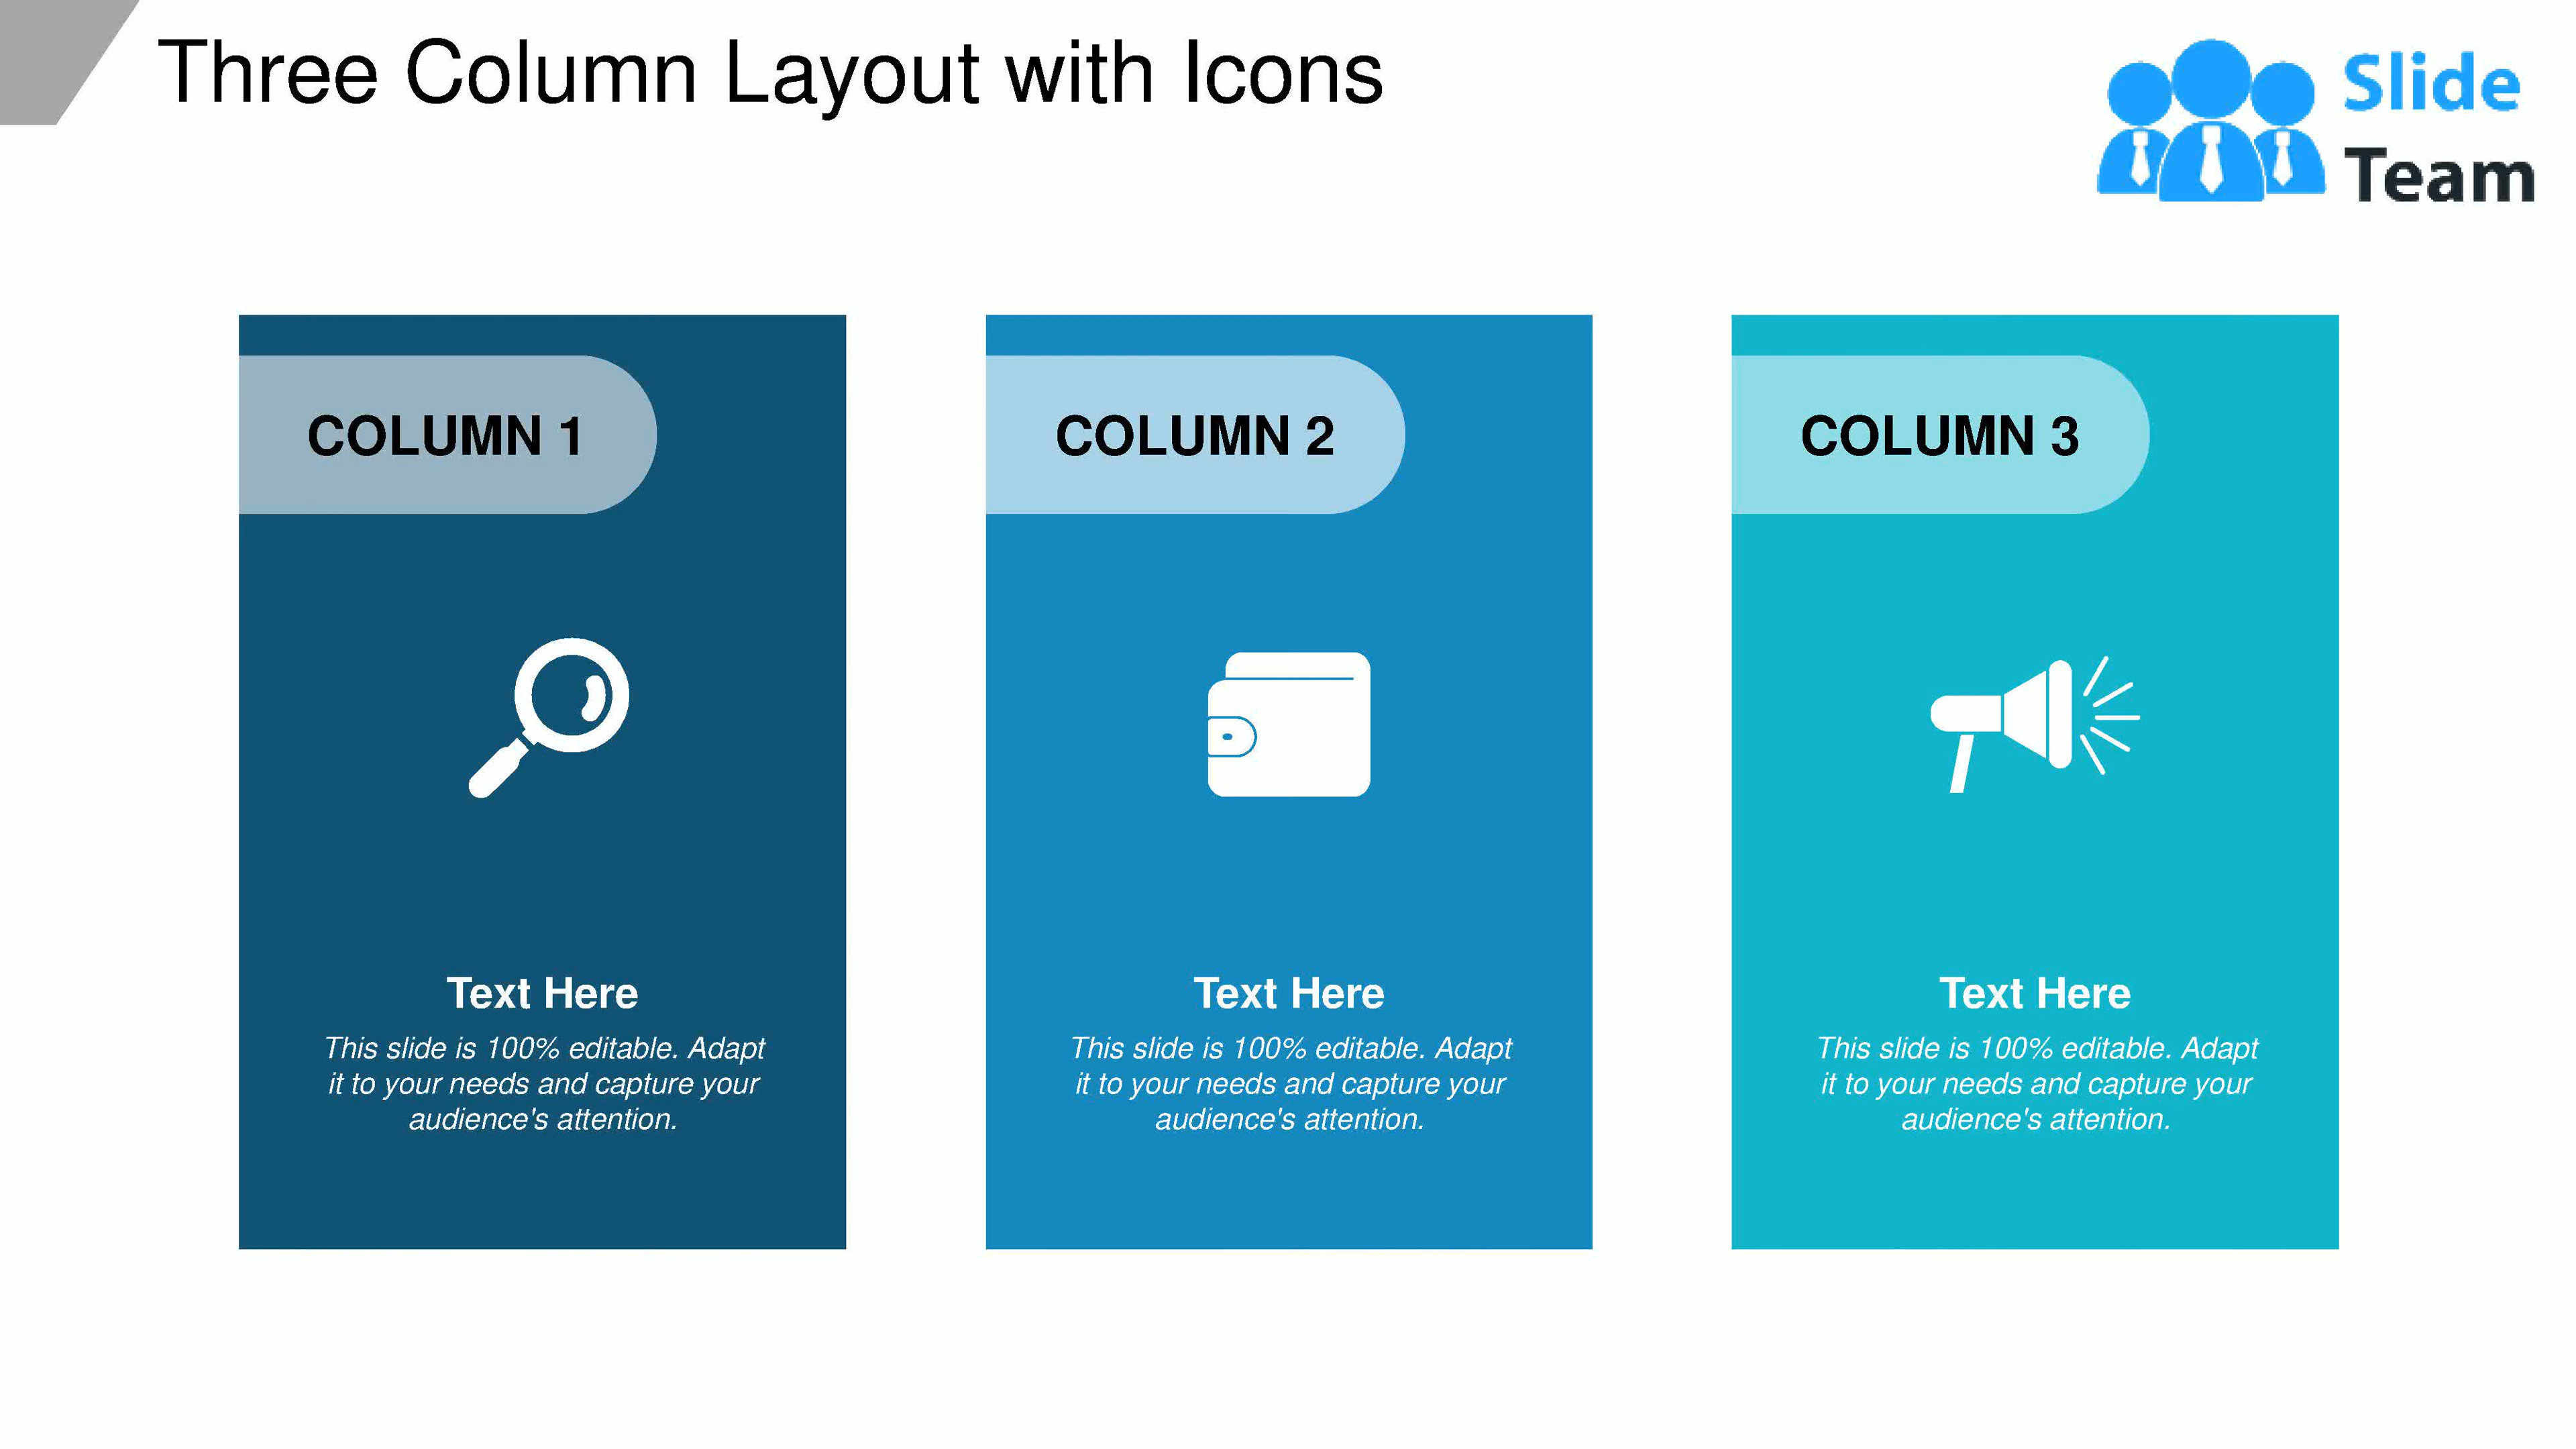 Three Column Layout with Icons
Slide
Team
COLUMN 1
Text Here
This slide is 100% editable. Adapt
it to your needs and capture your
audience's attention.
COLUMN 2
Text Here
This slide is 100% editable. Adapt
it to your needs and capture your
audience's attention.
COLUMN 3
Text Here
This slide is 100% editable. Adapt
it to your needs and capture your
audience's attention.